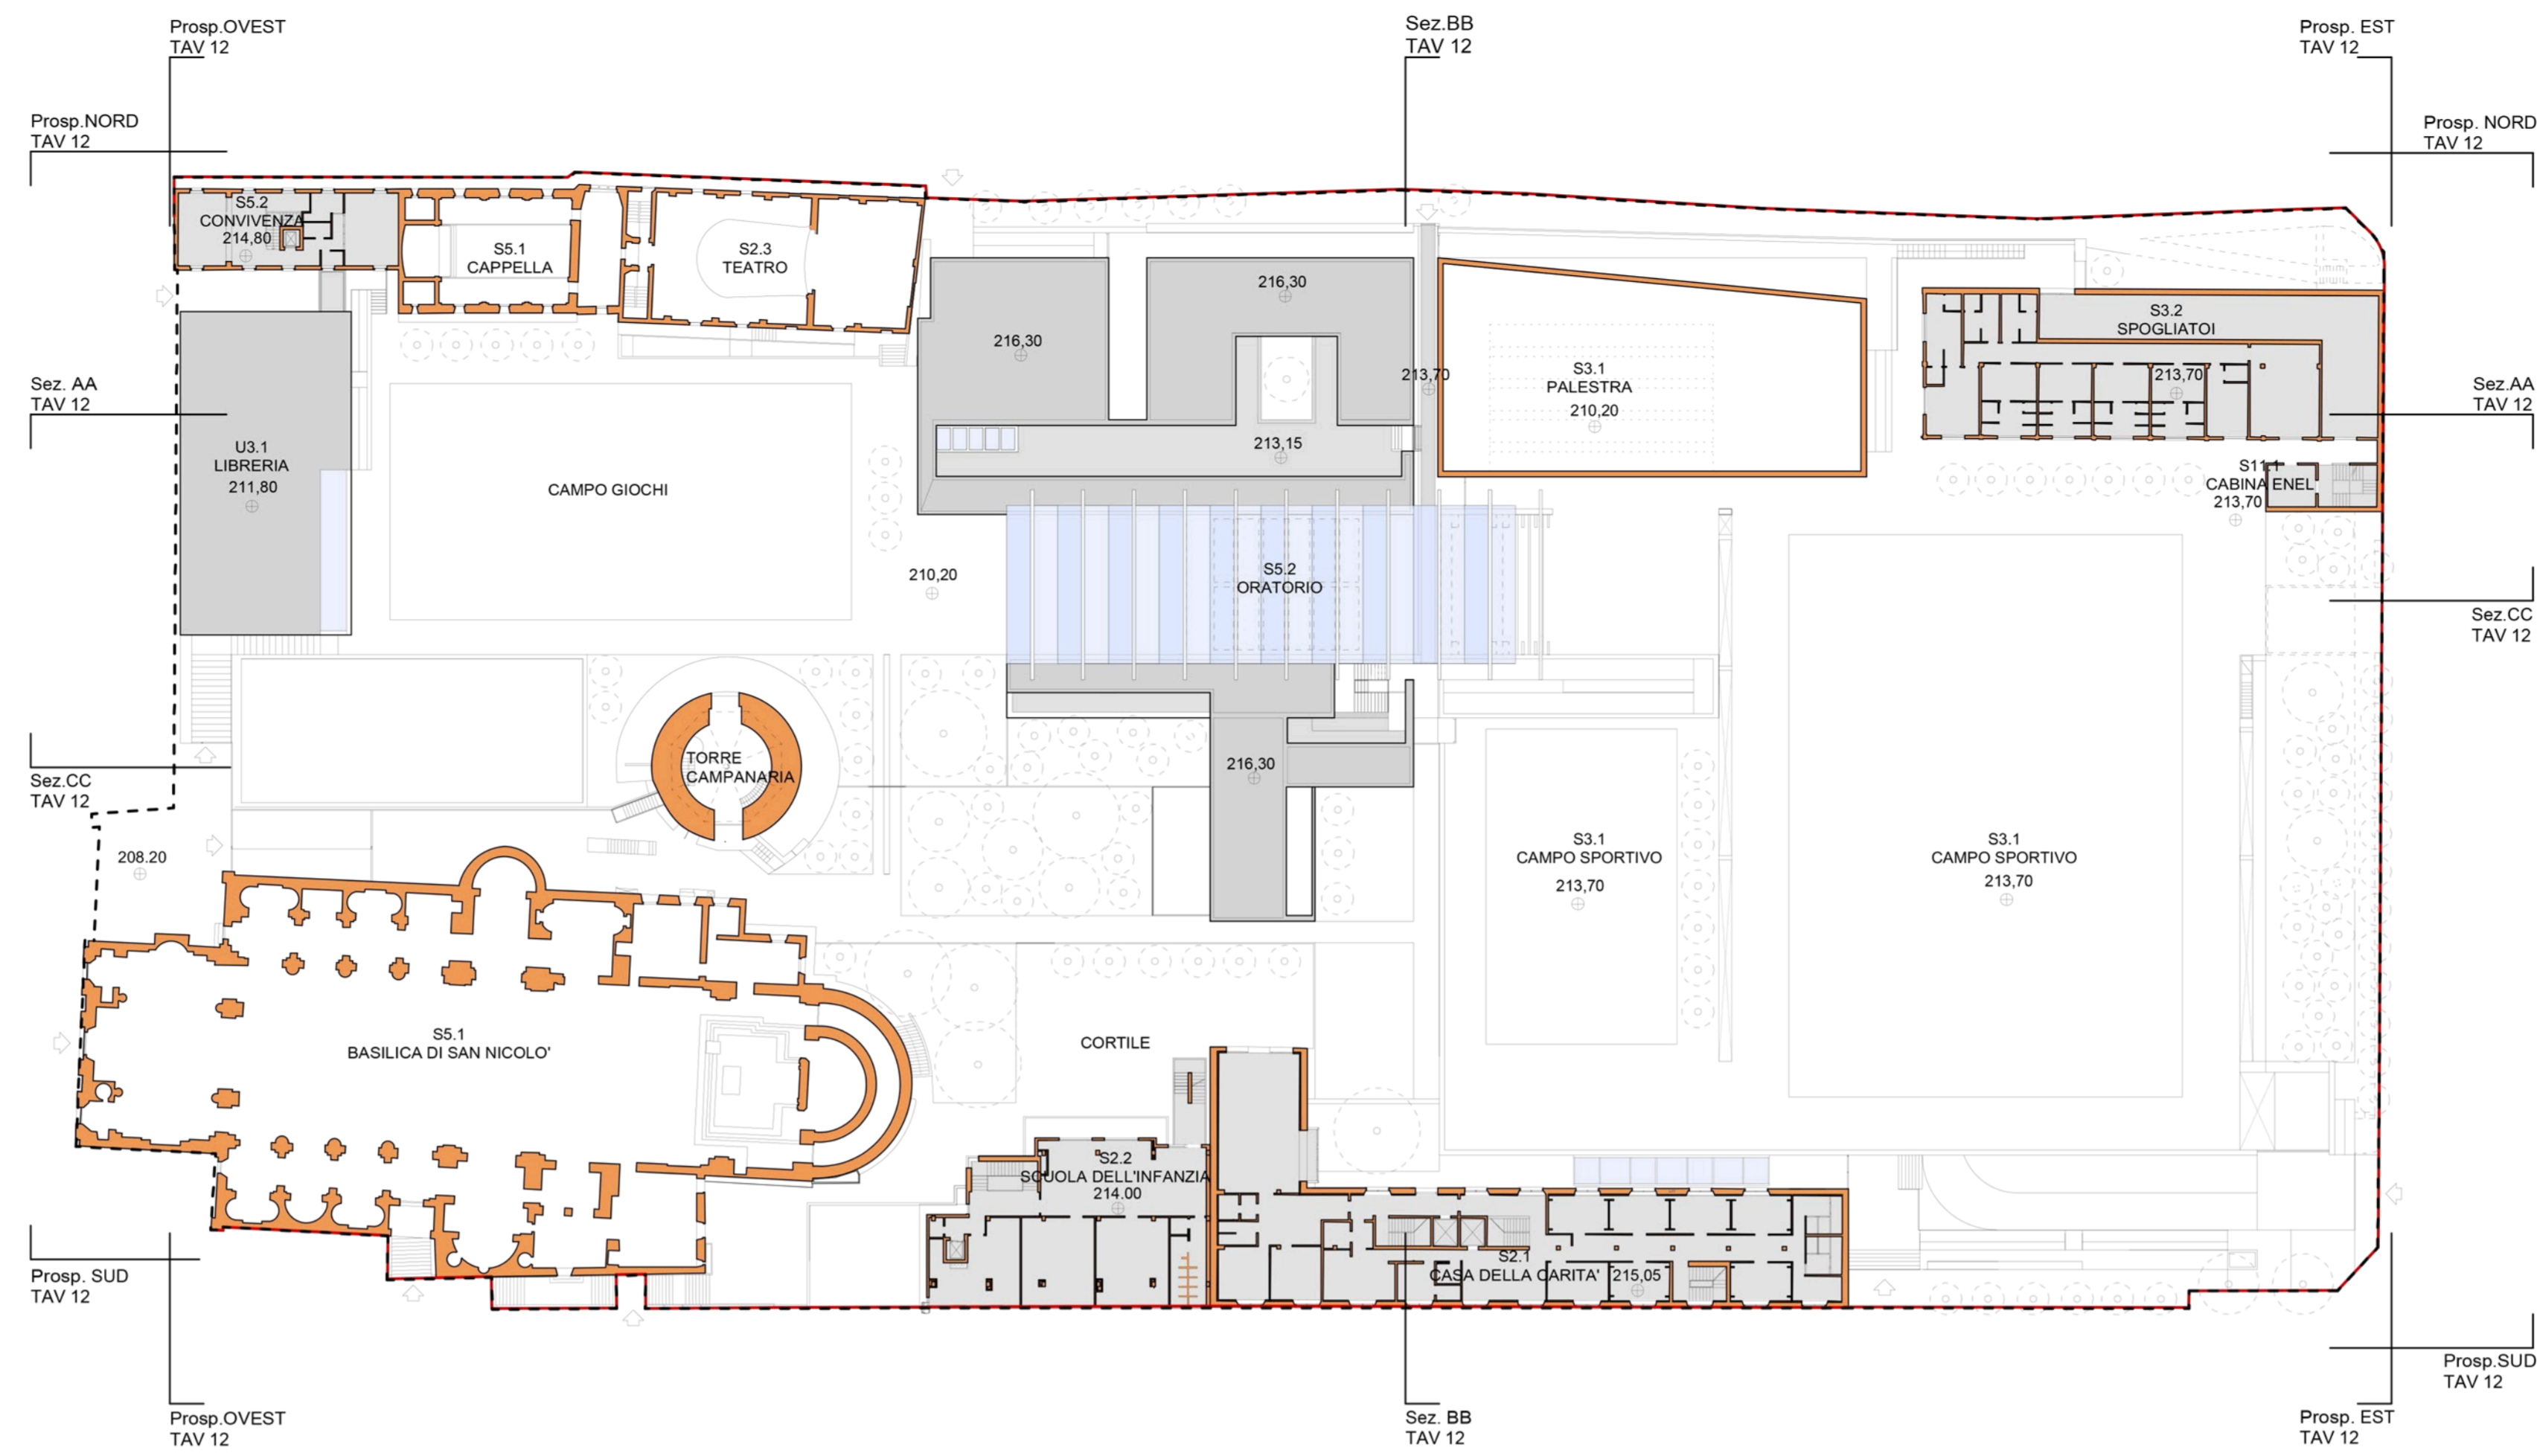 Prosp.OVEST
TAV 12
Sez.BB
TAV 12
Prosp. EST
TAV 12
Prosp.NORD
TAV 12
Prosp. NORD
TAV 12
S5.2
CONVIVENZA
214,80
S5.1
CAPPELLA
S2.3
TEATRO
216,30
216,30
S3.2
SPOGLIATOI
213,70
S3.1
PALESTRA
210,20
213,70
Sez. AA
TAV 12
Sez.AA
TAV 12
U3.1
LIBRERIA
211,80
213,15
CAMPO GIOCHI
S11.1
CABINA ENEL
213,70
210,20
S5.2
ORATORIO
Sez.CC
TAV 12
TORRE
CAMPANARIA
216,30
Sez.CC
TAV 12
208.20
S3.1
CAMPO SPORTIVO
213,70
S3.1
CAMPO SPORTIVO
213,70
S5.1
BASILICA DI SAN NICOLO'
CORTILE
S2.2
SCUOLA DELL'INFANZIA
214.00
S2.1
CASA DELLA CARITA'
215,05
Prosp. SUD
TAV 12
Prosp.SUD
TAV 12
Prosp.OVEST
TAV 12
Sez. BB
TAV 12
Prosp. EST
TAV 12